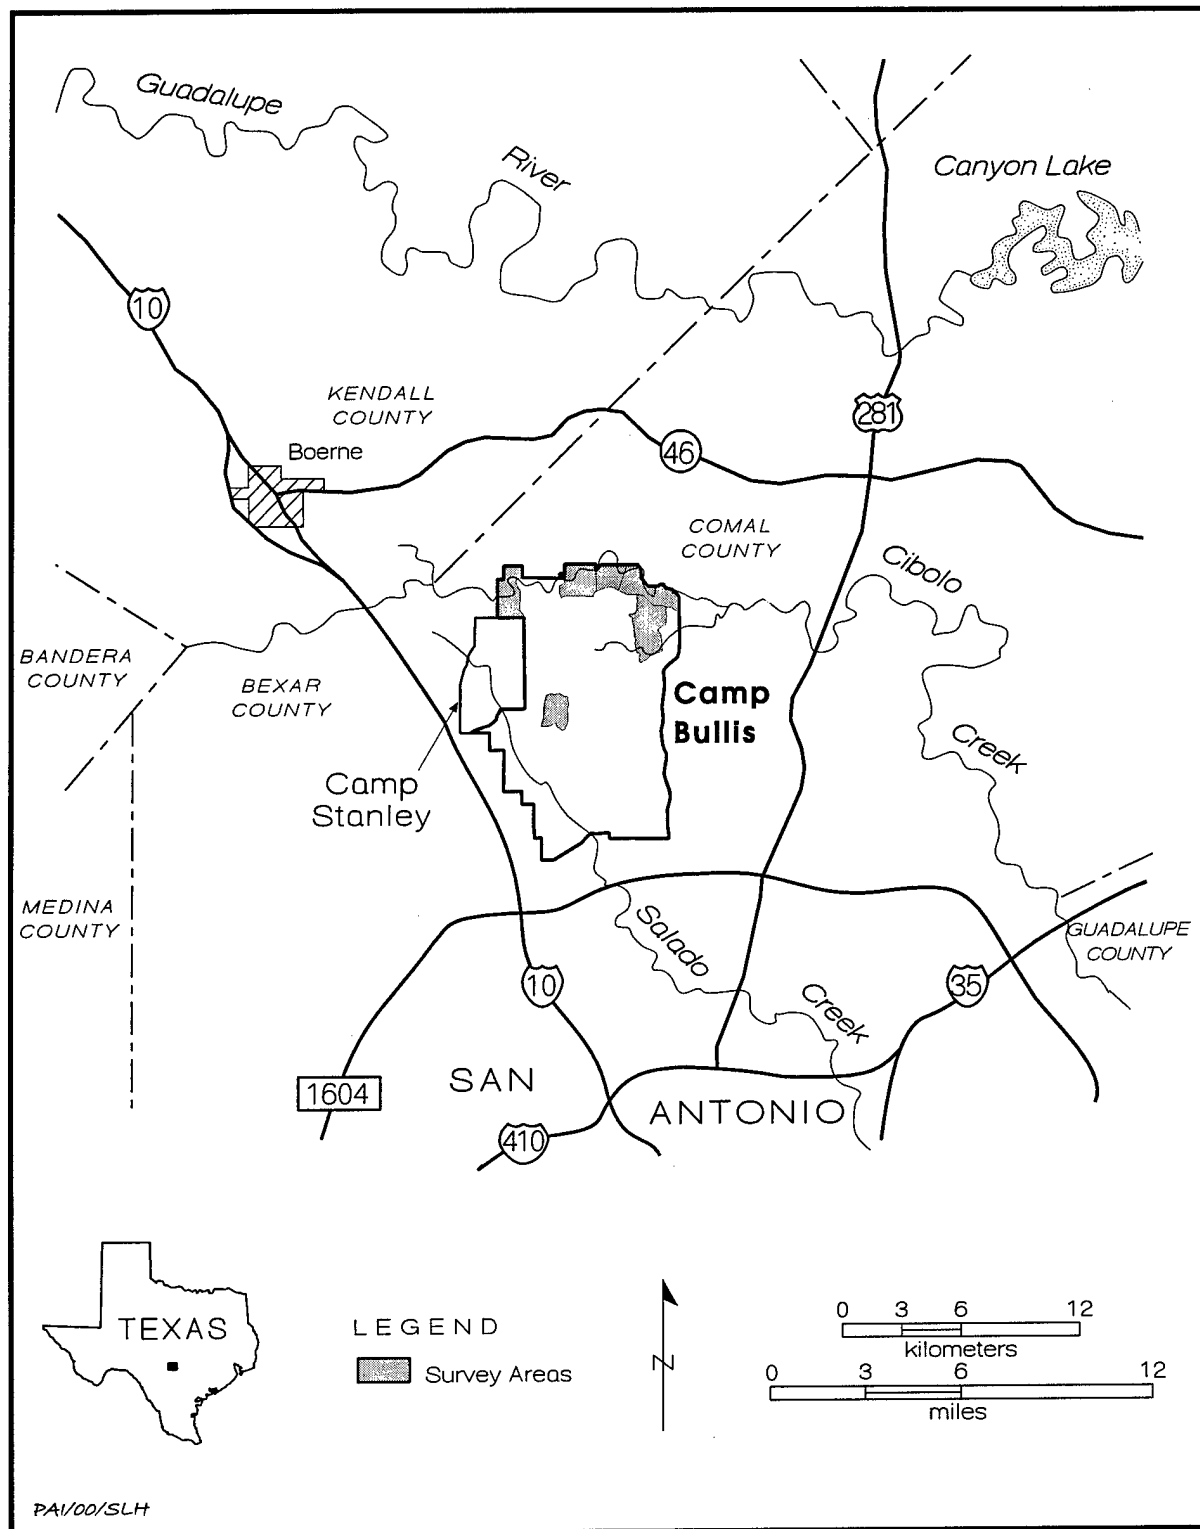 Guadalupe
River
Canyon Lake
10
KENDALL
COUNTY
281
Boerne
46
COMAL
COUNTY
Cibolo
BANDERA
COUNTY
BEXAR
COUNTY
Camp
Bullis
Creek
Camp
Stanley
MEDINA
COUNTY
Salado
GUADALUPE
COUNTY
10
35
Creek
SAN
1604
ANTONIO
410
TEXAS
LEGEND
Survey Areas
N
0 3 6 12
kilometers
0 3 6 12
miles
PAI/00/SLH